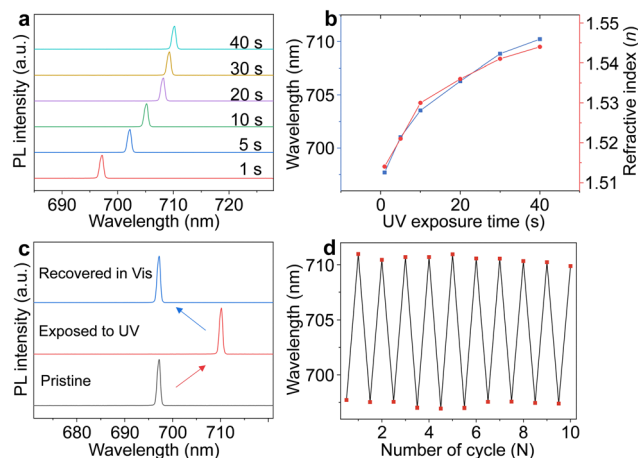 a
PL intensity (a.u.)
40 s
30 s
20 s
10 s
5 s
1 s
690 700 710 720
Wavelength (nm)
b
Wavelength (nm)
710
705
700
0 10 20 30 40 50
UV exposure time (s)
1.55
1.54
1.53
1.52
1.51
Refractive index (n)
c
PL intensity (a.u.)
Recovered in Vis
Exposed to UV
Pristine
680 690 700 710
Wavelength (nm)
d
Wavelength (nm)
710
705
700
2 4 6 8 10
Number of cycle (N)